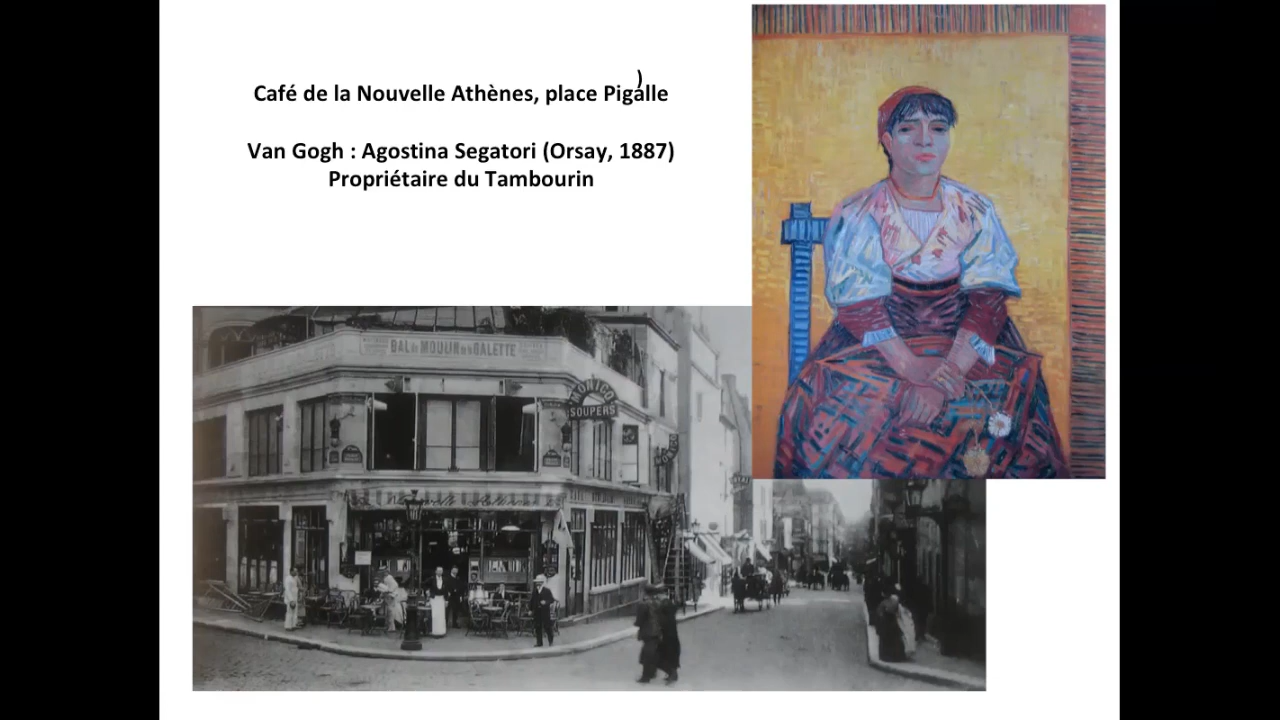 )
Café de la Nouvelle Athènes, place Pigalle
Van Gogh : Agostina Segatori (Orsay, 1887)
Propriétaire du Tambourin
BAL du MOULIN de la GALETTE
MONICO
SOUPERS
MONICO